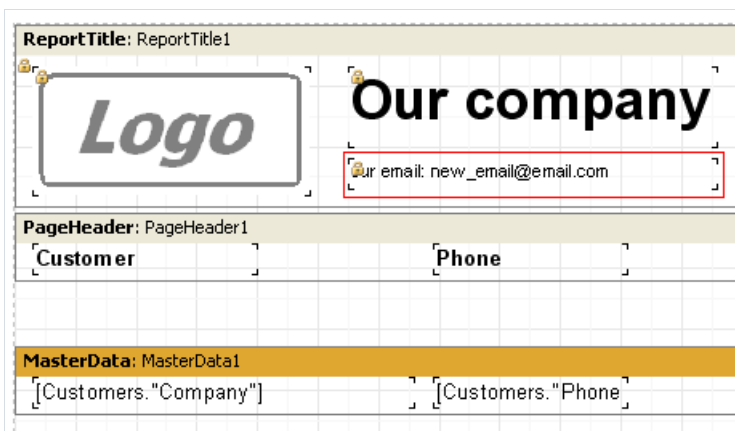 ReportTitle: ReportTitle1
Logo
Our company
our email: new_email@email.com
PageHeader: PageHeader1
Customer Phone
MasterData: MasterData1
[Customers."Company"] [Customers."Phone